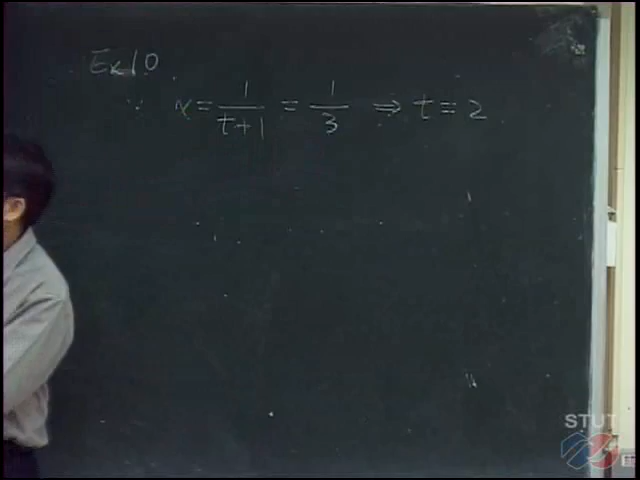 Ex10
∵ x = 1/(t+1) = 1/3 ⇒ t = 2
STUT